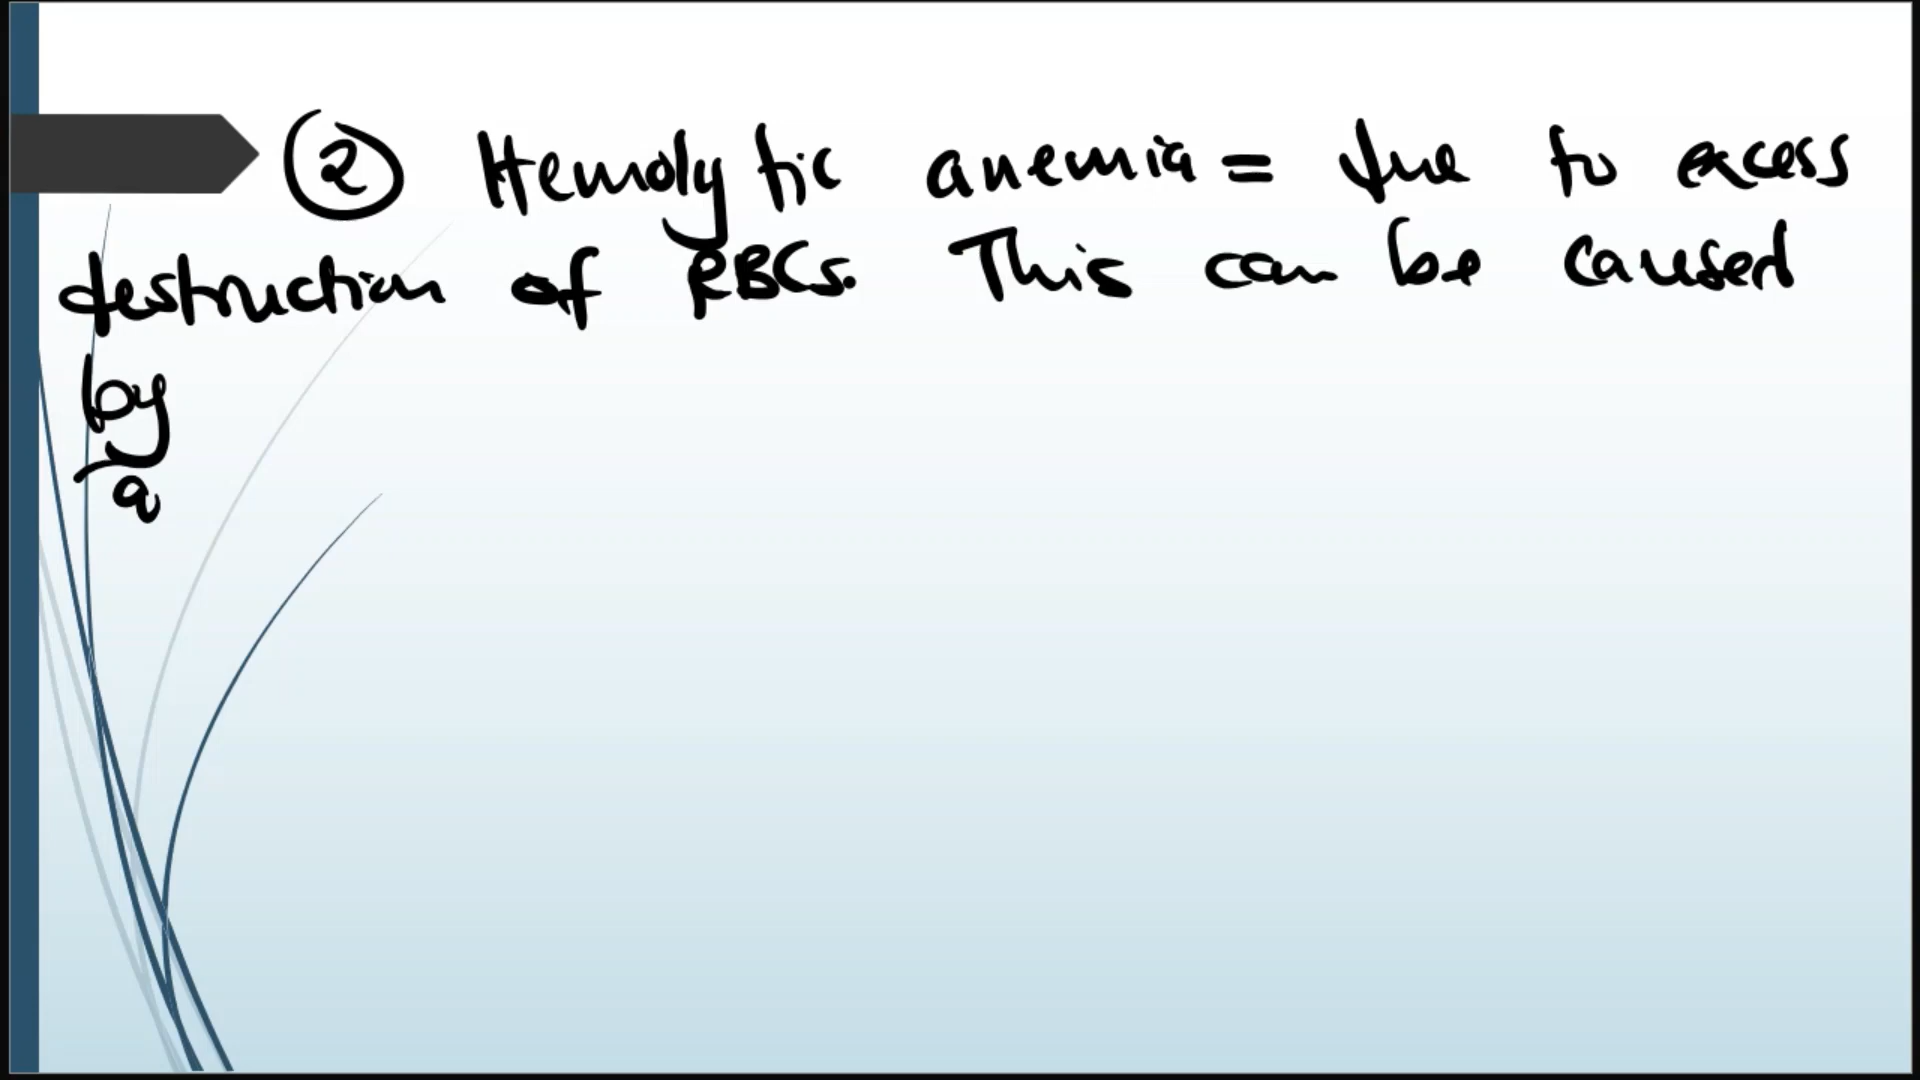 ② Hemolytic anemia = due to excess
destruction of RBCs. This can be caused
by
a